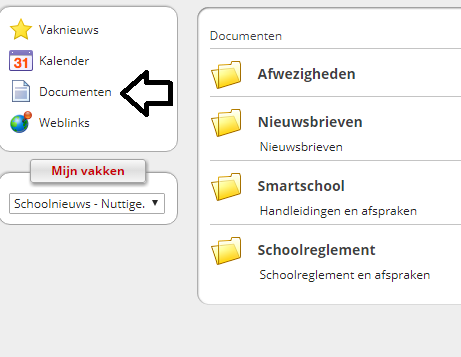 Vaknieuws
31
Kalender
Documenten
Weblinks
Mijn vakken
Schoolnieuws - Nuttige.
Documenten
Afwezigheden
Nieuwsbrieven
Nieuwsbrieven
Smartschool
Handleidingen en afspraken
Schoolreglement
Schoolreglement en afspraken